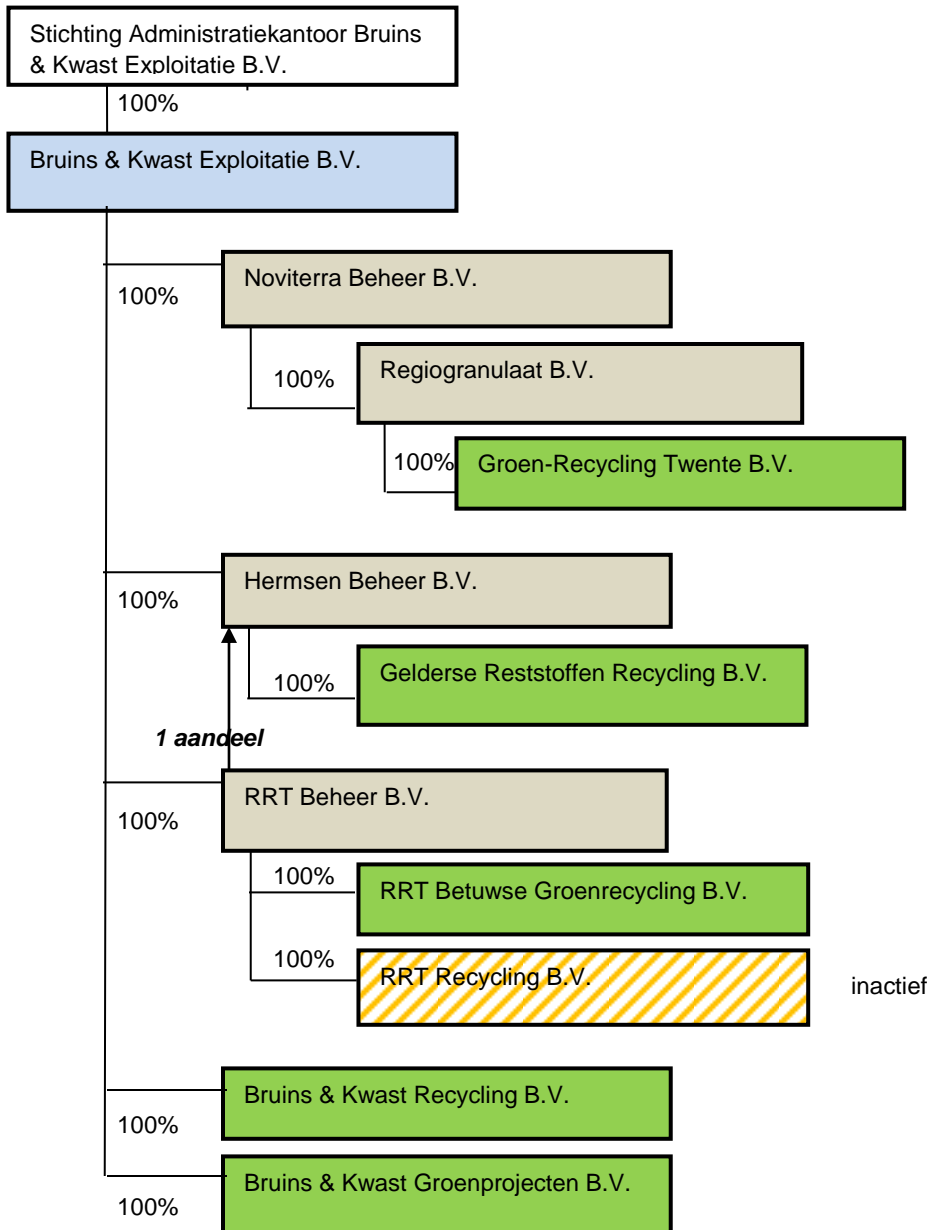 Stichting Administratiekantoor Bruins
& Kwast Exploitatie B.V.
100%
Bruins & Kwast Exploitatie B.V.
Noviterra Beheer B.V.
100%
Regiogranulaat B.V.
100%
Groen-Recycling Twente B.V.
100%
Hermsen Beheer B.V.
100%
Gelderse Reststoffen Recycling B.V.
100%
1 aandeel
RRT Beheer B.V.
100%
100%
RRT Betuwse Groenrecycling B.V.
100%
RRT Recycling B.V.
inactief
Bruins & Kwast Recycling B.V.
100%
Bruins & Kwast Groenprojecten B.V.
100%